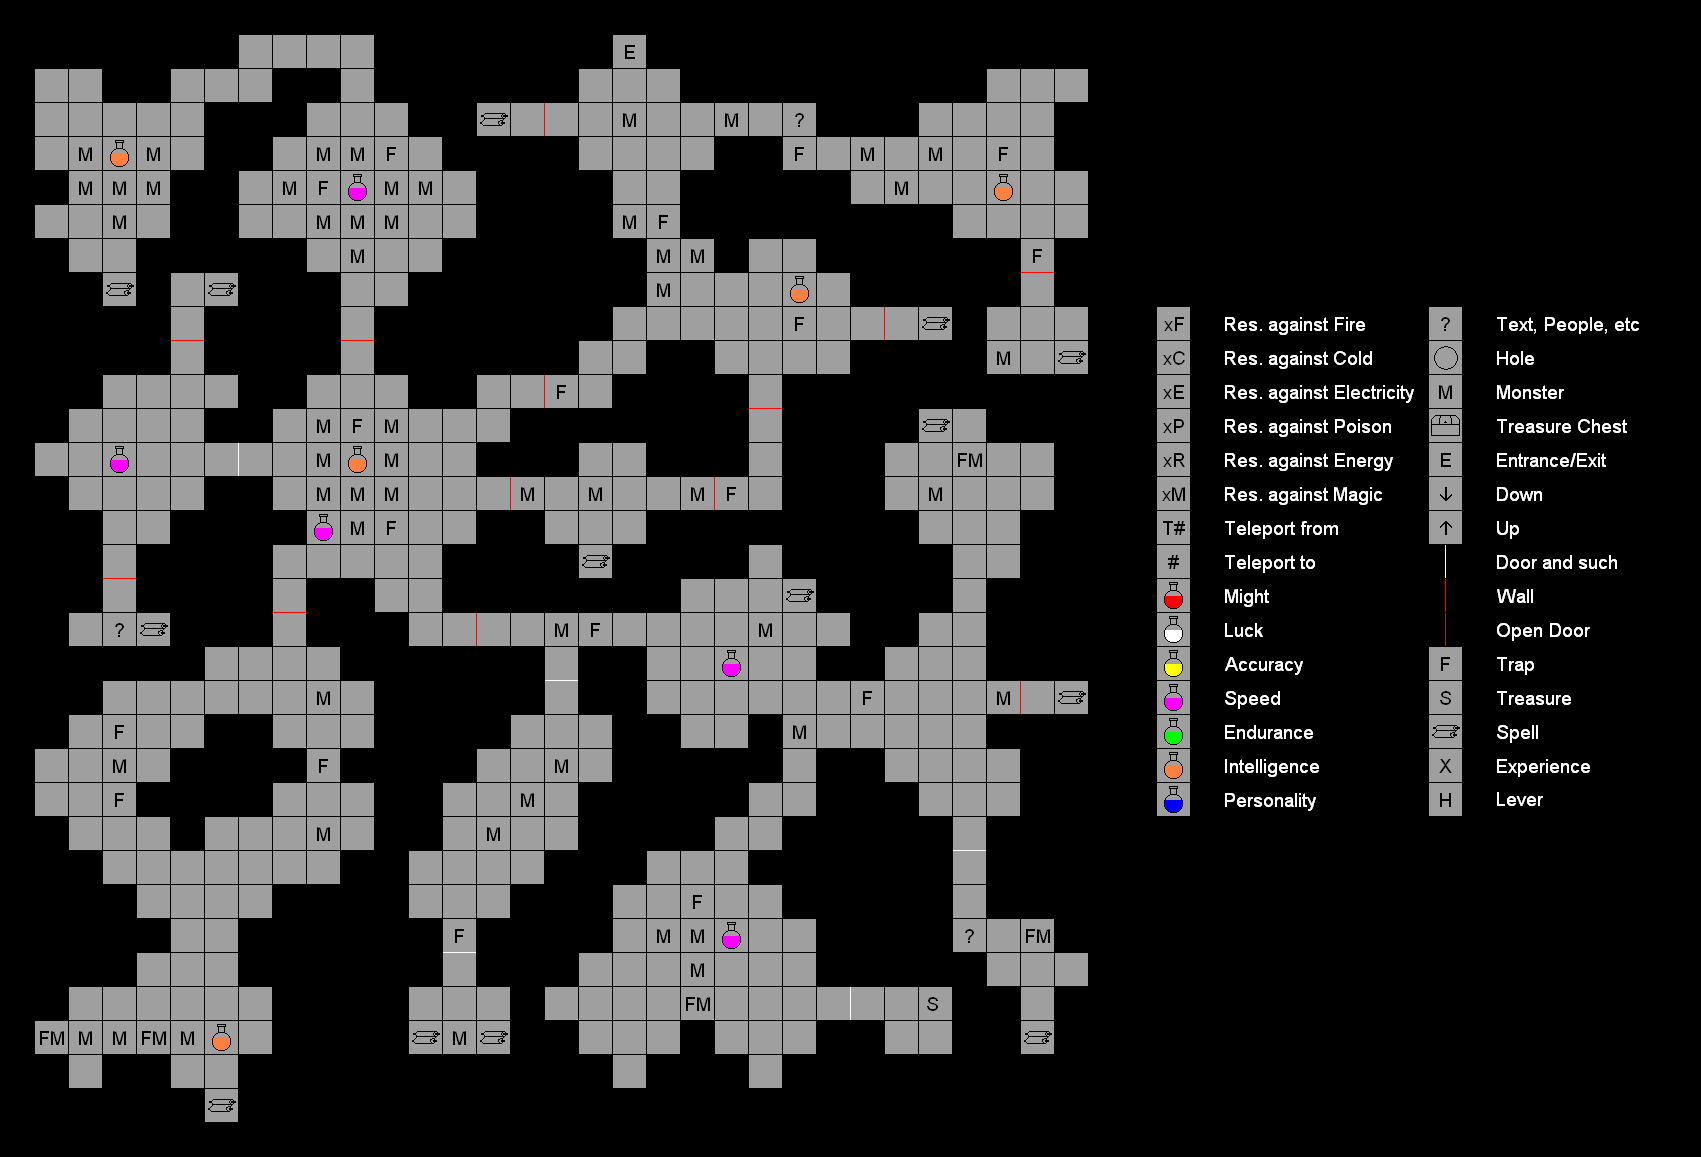 E
M M ?
M M M M F F M M F
M M M M F M M M
M M M M M F
M M M F
M
F
M
F
M F M
M M FM
M M M M M M F M
M F
? M F M
M F M
F M
M F M
F M
M M
F
F M M ? FM
M
FM S
FM M M FM M M
xF Res. against Fire
xC Res. against Cold
xE Res. against Electricity
xP Res. against Poison
xR Res. against Energy
xM Res. against Magic
T# Teleport from
# Teleport to
Might
Luck
Accuracy
Speed
Endurance
Intelligence
Personality
? Text, People, etc
Hole
M Monster
Treasure Chest
E Entrance/Exit
↓ Down
↑ Up
Door and such
Wall
Open Door
F Trap
S Treasure
Spell
X Experience
H Lever